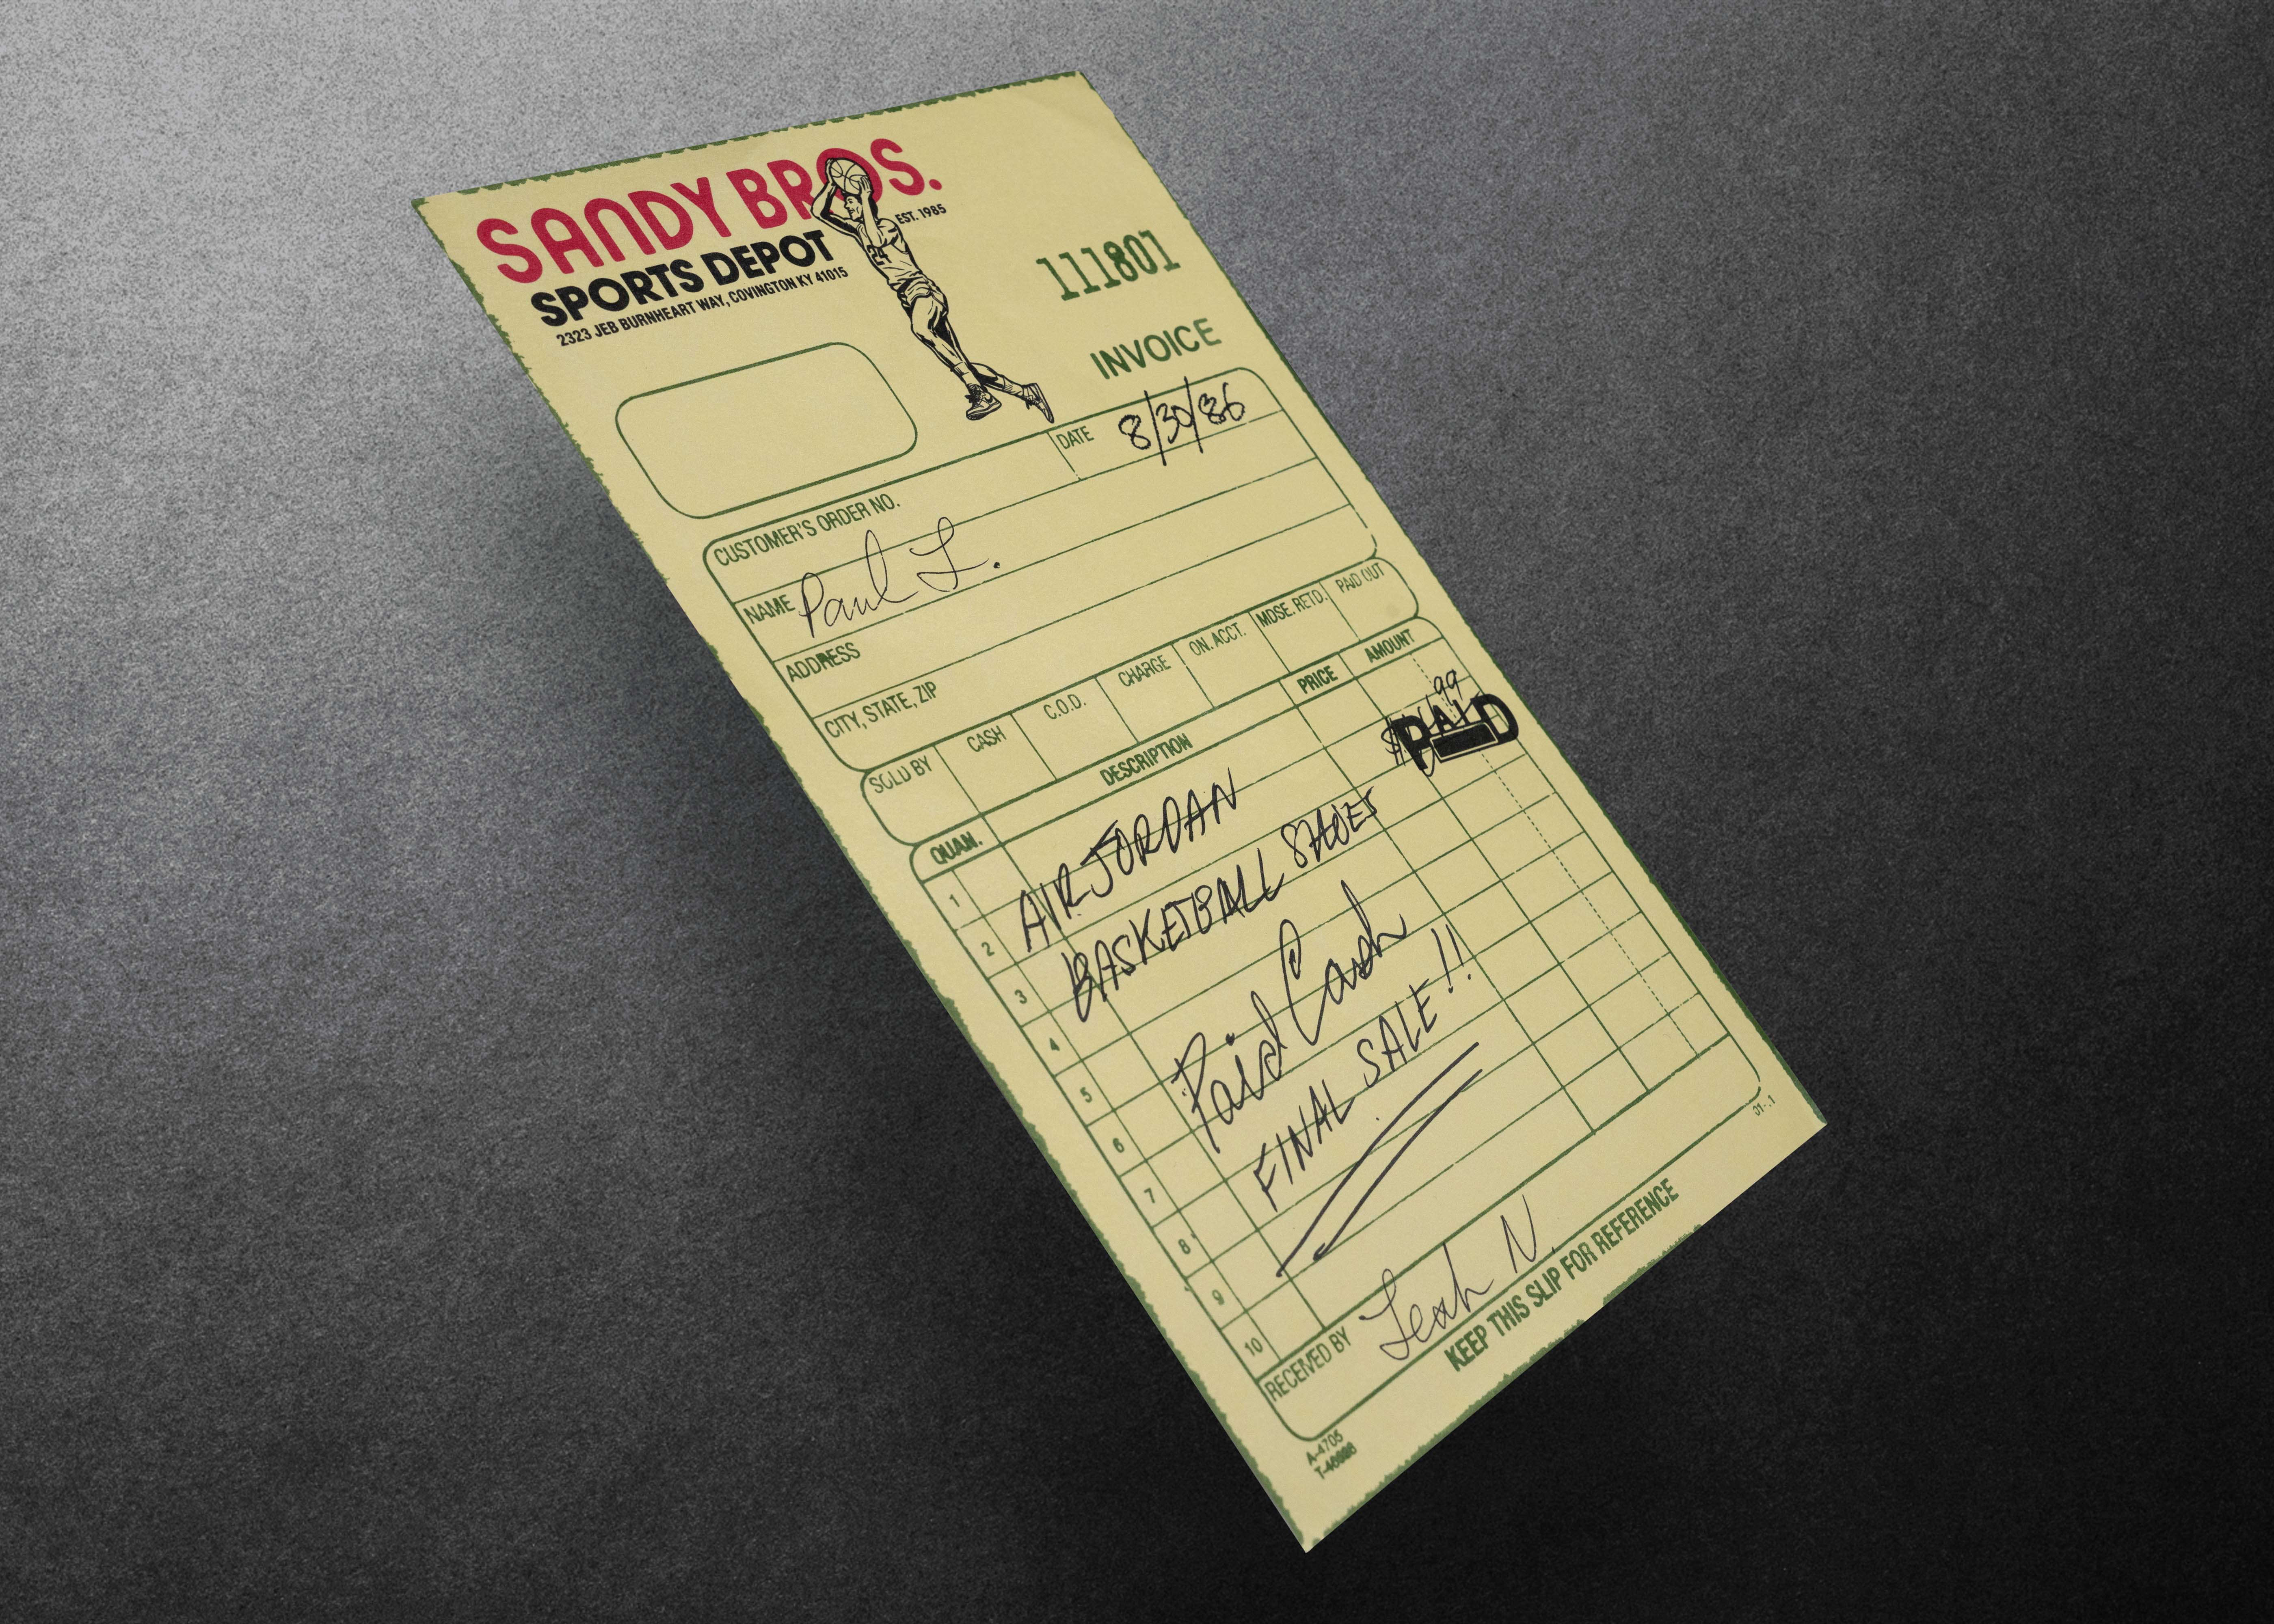 SANDY BROS.
EST. 1985
SPORTS DEPOT
2323 JEB BURNHEART WAY, COVINGTON KY 41015
24
111801
INVOICE
CUSTOMER'S ORDER NO.
DATE 8/30/86
NAME Paul L.
ADDRESS
CITY, STATE, ZIP
SOLD BY CASH C.O.D. CHARGE ON. ACCT. MDSE. RETD. PAID OUT
QUAN. DESCRIPTION PRICE AMOUNT
99
PAID
1 AIR JORDAN
2 BASKETBALL SHOES
3
4 Paid Cash
5 FINAL SALE!!
6
7
8
9
10
RECEIVED BY Leah N.
KEEP THIS SLIP FOR REFERENCE
A-4705